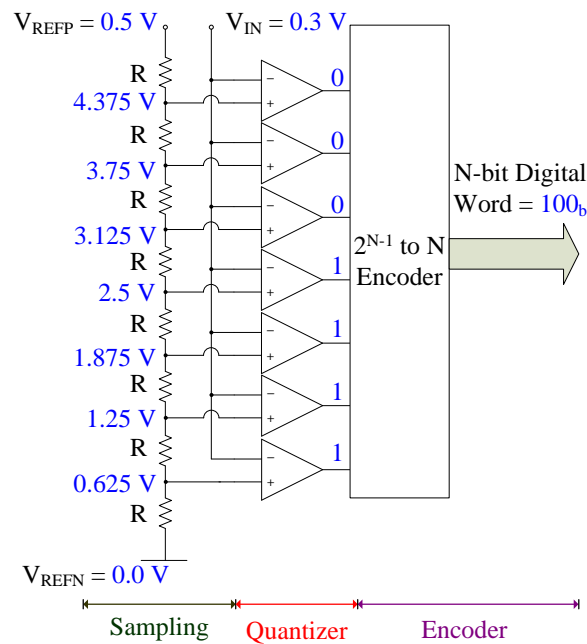 V_REFP = 0.5 V
V_IN = 0.3 V
R
4.375 V
R
3.75 V
R
3.125 V
R
2.5 V
R
1.875 V
R
1.25 V
R
0.625 V
R
V_REFN = 0.0 V
− + 0
− + 0
− + 0
− + 1
− + 1
− + 1
− + 1
2^{N-1} to N
Encoder
N-bit Digital
Word = 100_b
Sampling
Quantizer
Encoder